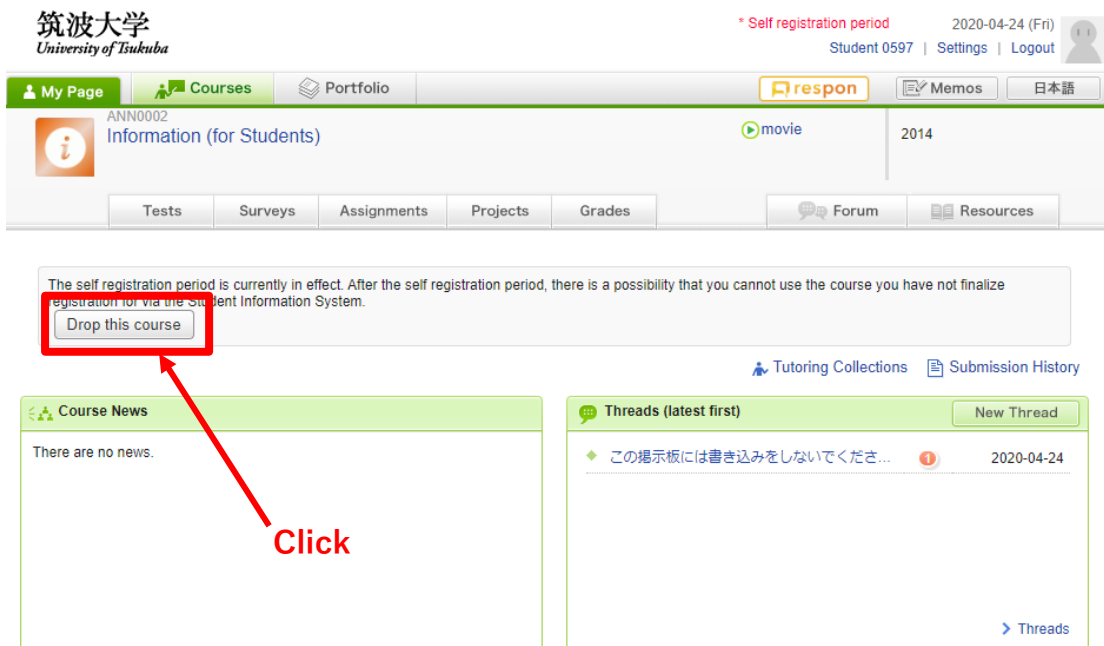 筑波大学
University of Tsukuba
* Self registration period 2020-04-24 (Fri)
Student 0597 | Settings | Logout
My Page Courses Portfolio respon Memos 日本語
ANN0002
Information (for Students)
movie
2014
Tests Surveys Assignments Projects Grades Forum Resources
The self registration period is currently in effect. After the self registration period, there is a possibility that you cannot use the course you have not finalize
registration for via the Student Information System.
Drop this course
Tutoring Collections Submission History
Course News
There are no news.
Threads (latest first) New Thread
この掲示板には書き込みをしないでくださ... 1 2020-04-24
Click
Threads